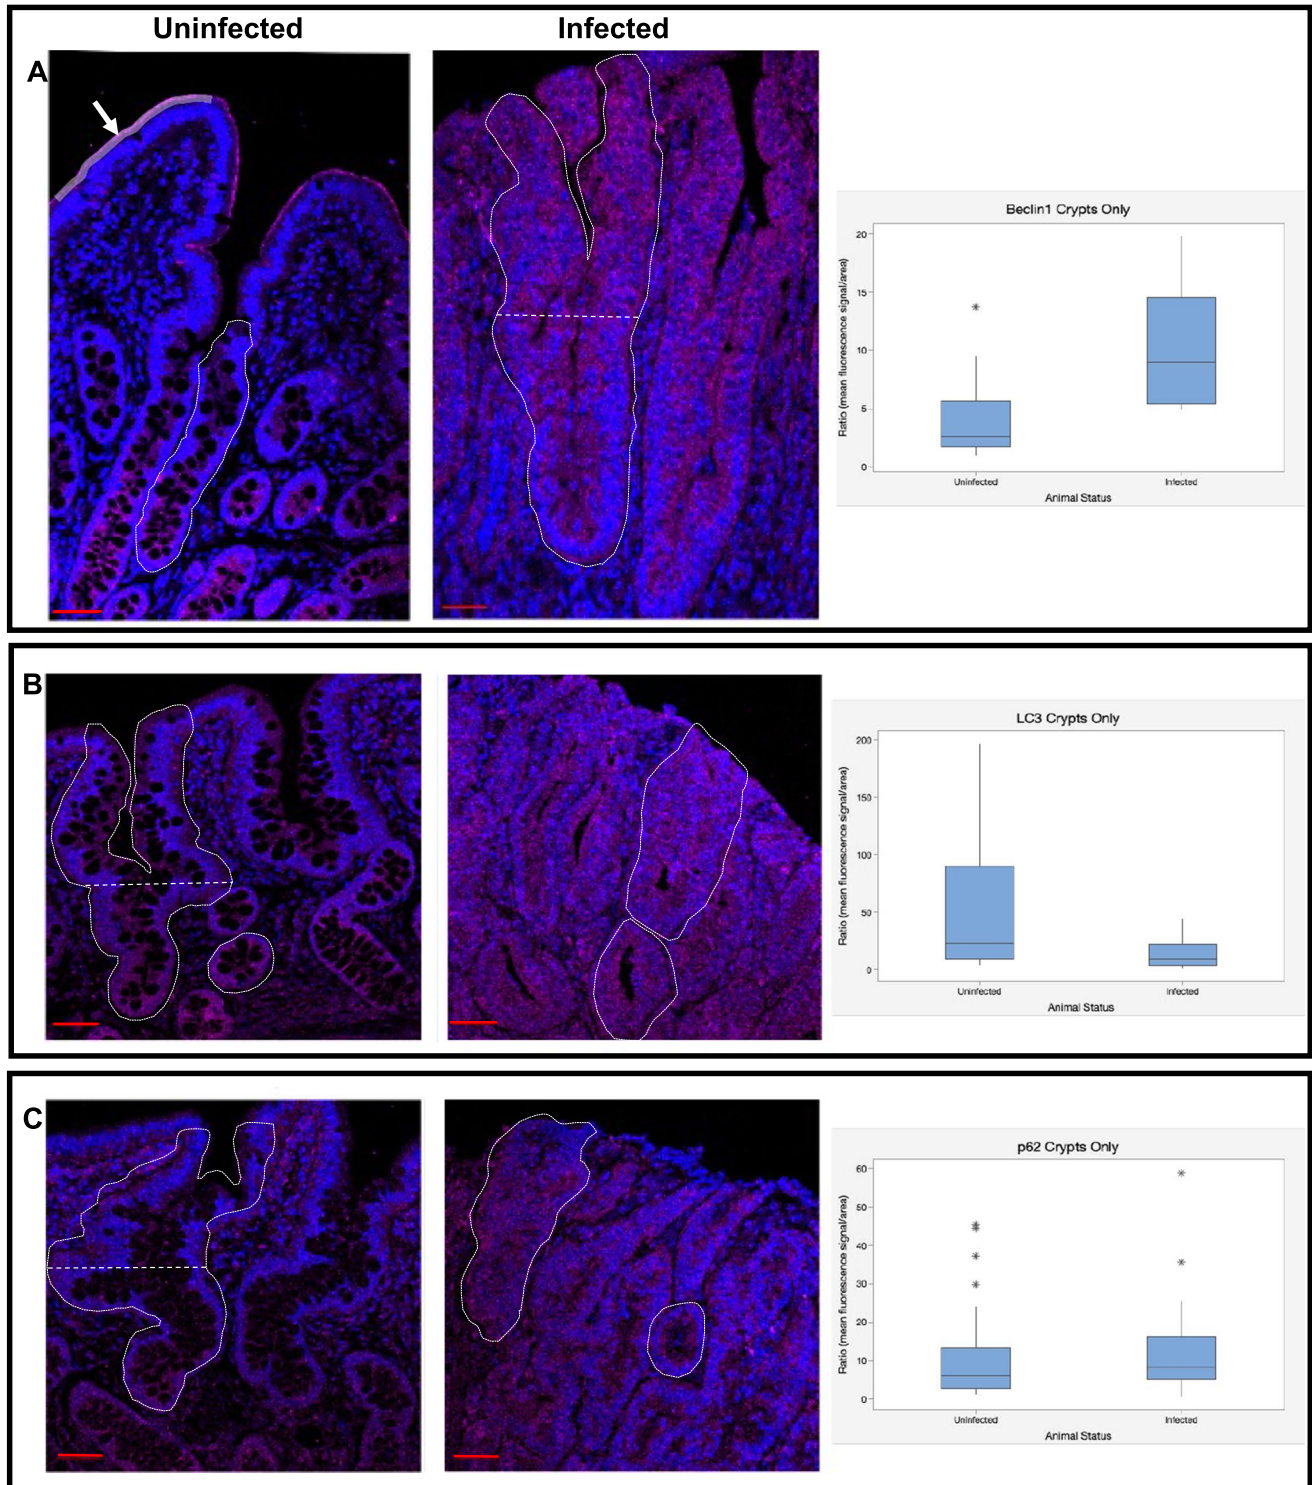 Uninfected
Infected
A
Beclin1 Crypts Only
20
15
10
5
0
Ratio (mean fluorescence signal/area)
Uninfected
Infected
Animal Status
B
LC3 Crypts Only
200
150
100
50
0
Ratio (mean fluorescence signal/area)
Uninfected
Infected
Animal Status
C
p62 Crypts Only
60
50
40
30
20
10
0
Ratio (mean fluorescence signal/area)
Uninfected
Infected
Animal Status